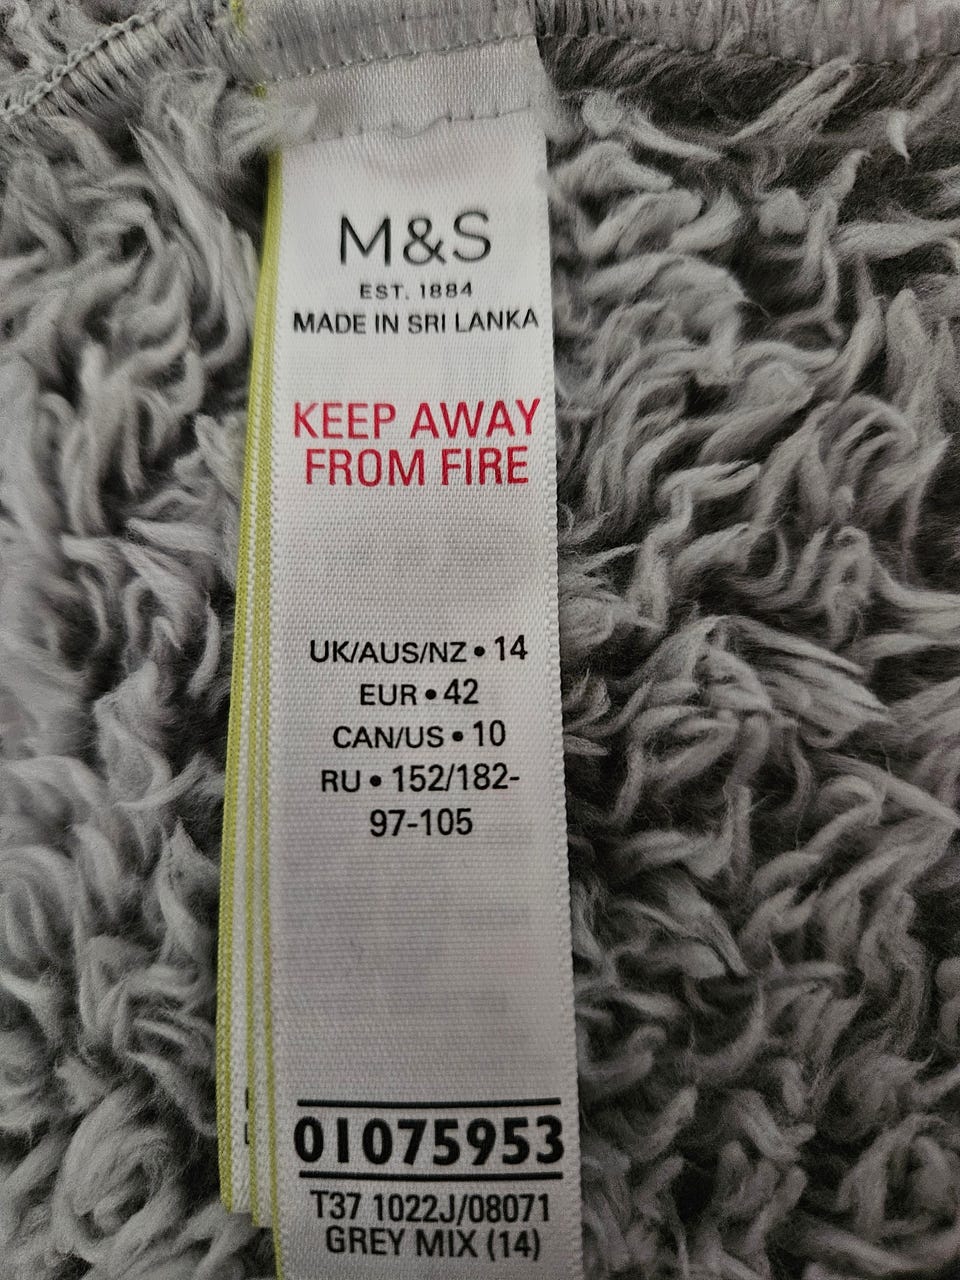 M&S
EST. 1884
MADE IN SRI LANKA
KEEP AWAY
FROM FIRE
UK/AUS/NZ • 14
EUR • 42
CAN/US • 10
RU • 152/182-
97-105
01075953
T37 1022J/08071
GREY MIX (14)